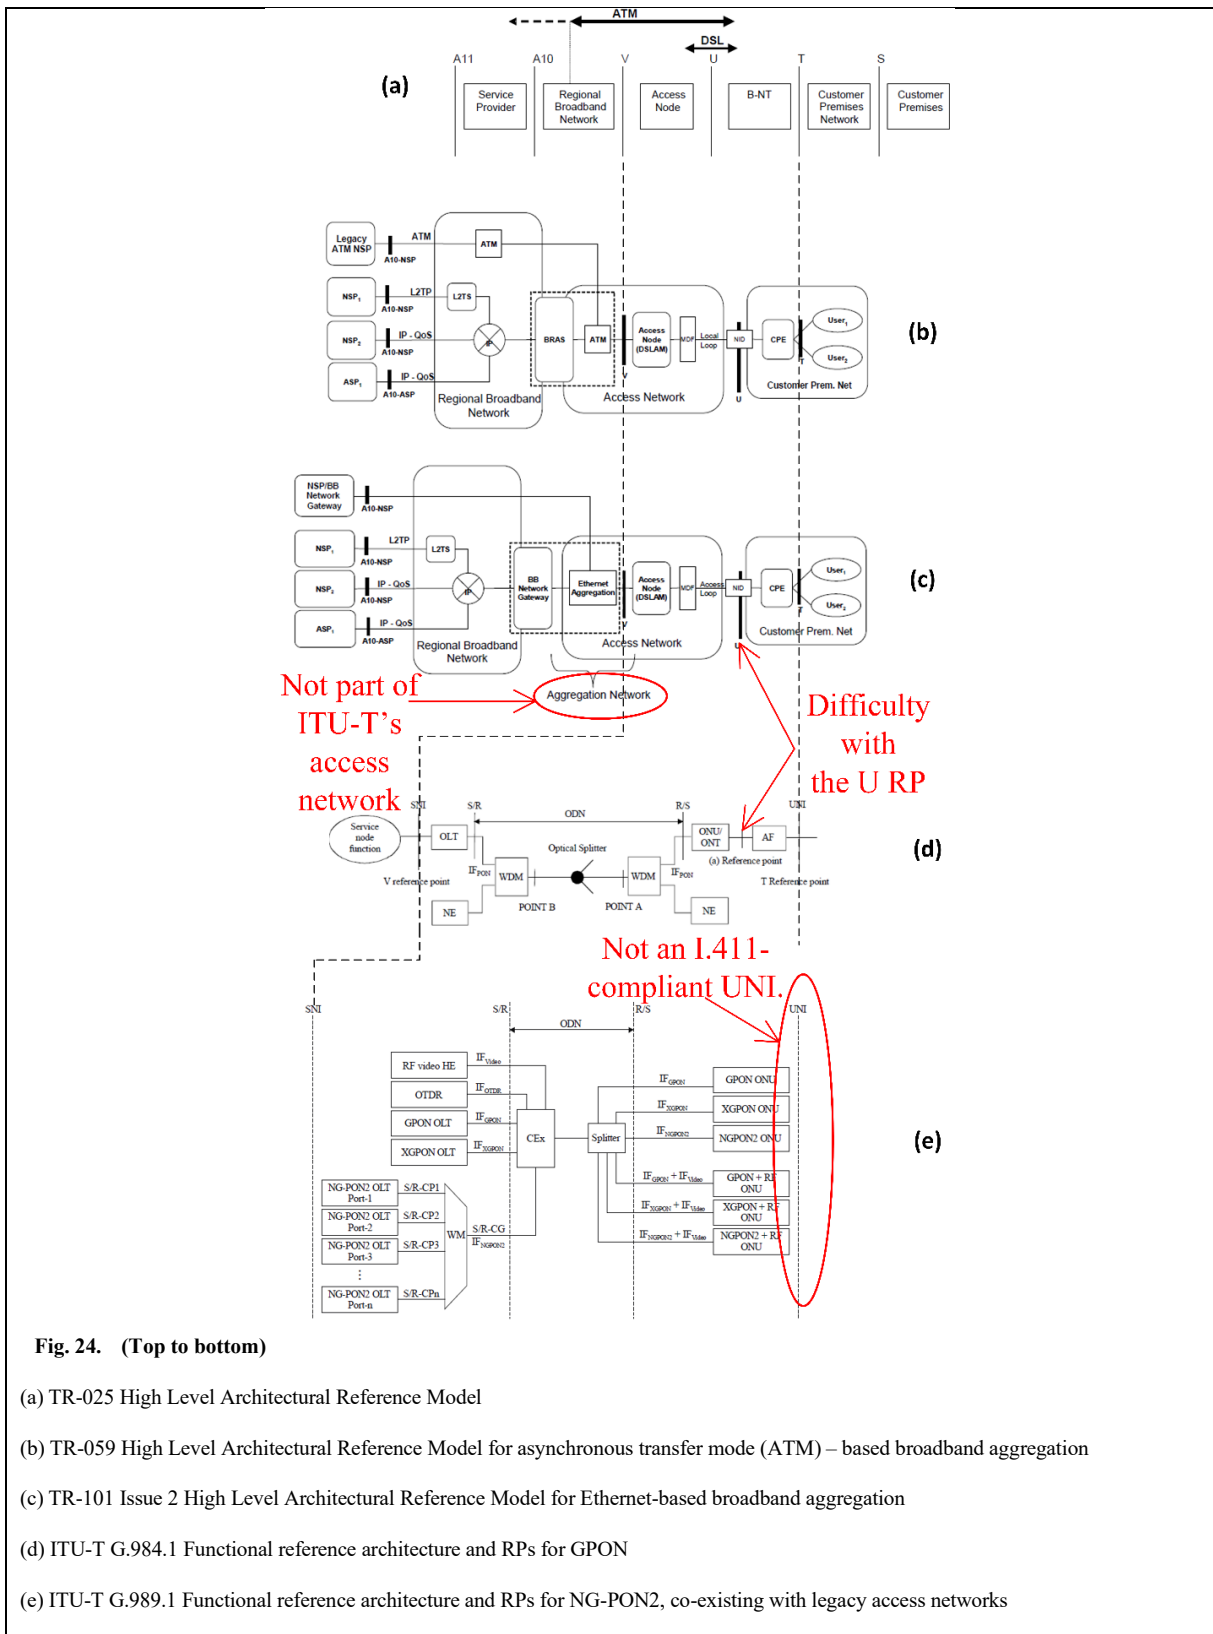 ATM
DSL
A11 A10 V U T S
(a)
Service
Provider
Regional
Broadband
Network
Access
Node
B-NT
Customer
Premises
Network
Customer
Premises
Legacy
ATM NSP
ATM
A10-NSP
ATM
NSP1
L2TP
A10-NSP
L2TS
NSP2
IP - QoS
A10-NSP
IP
ASP1
IP - QoS
A10-ASP
Regional Broadband
Network
BRAS
ATM
V
Access
Node
(DSLAM)
MDF
Local
Loop
Access Network
NID
U
CPE
T
User1
User2
Customer Prem. Net
(b)
NSP/BB
Network
Gateway
A10-NSP
NSP1
L2TP
A10-NSP
L2TS
NSP2
IP - QoS
A10-NSP
IP
ASP1
IP - QoS
A10-ASP
Regional Broadband
Network
BB
Network
Gateway
Ethernet
Aggregation
V
Access
Node
(DSLAM)
MDF
Access
Loop
Access Network
NID
U
CPE
T
User1
User2
Customer Prem. Net
(c)
Aggregation Network
Not part of
ITU-T's
access
network
Difficulty
with
the U RP
SNI S/R R/S UNI
ODN
Service
node
function
OLT
IFPON
V reference point
WDM
NE
POINT B
Optical Splitter
POINT A
WDM
IFPON
NE
ONU/
ONT
AF
(a) Reference point
T Reference point
(d)
Not an I.411-
compliant UNI.
SNI S/R R/S UNI
ODN
RF video HE IFVideo
OTDR IFOTDR
GPON OLT IFGPON
XGPON OLT IFXGPON
CEx
Splitter
NG-PON2 OLT
Port-1
S/R-CP1
NG-PON2 OLT
Port-2
S/R-CP2
NG-PON2 OLT
Port-3
S/R-CP3
NG-PON2 OLT
Port-n
S/R-CPn
WM
S/R-CG
IFNGPON2
IFGPON GPON ONU
IFXGPON XGPON ONU
IFNGPON2 NGPON2 ONU
IFGPON + IFVideo
GPON + RF
ONU
IFXGPON + IFVideo
XGPON + RF
ONU
IFNGPON2 + IFVideo
NGPON2 + RF
ONU
(e)
Fig. 24. (Top to bottom)
(a) TR-025 High Level Architectural Reference Model
(b) TR-059 High Level Architectural Reference Model for asynchronous transfer mode (ATM) – based broadband aggregation
(c) TR-101 Issue 2 High Level Architectural Reference Model for Ethernet-based broadband aggregation
(d) ITU-T G.984.1 Functional reference architecture and RPs for GPON
(e) ITU-T G.989.1 Functional reference architecture and RPs for NG-PON2, co-existing with legacy access networks